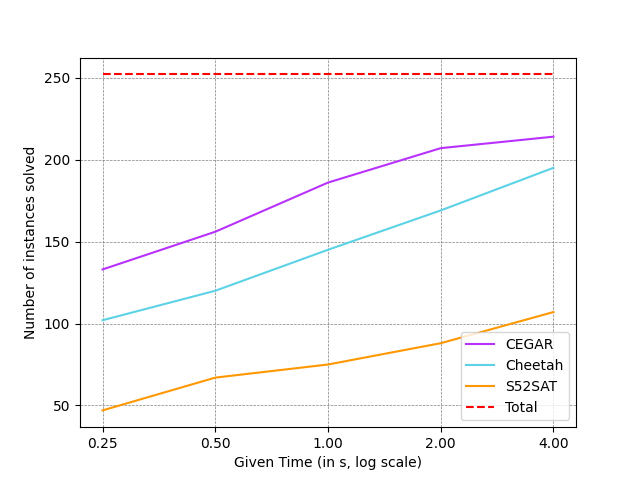 250
200
150
100
50
Number of instances solved
0.25 0.50 1.00 2.00 4.00
Given Time (in s, log scale)
CEGAR
Cheetah
S52SAT
Total